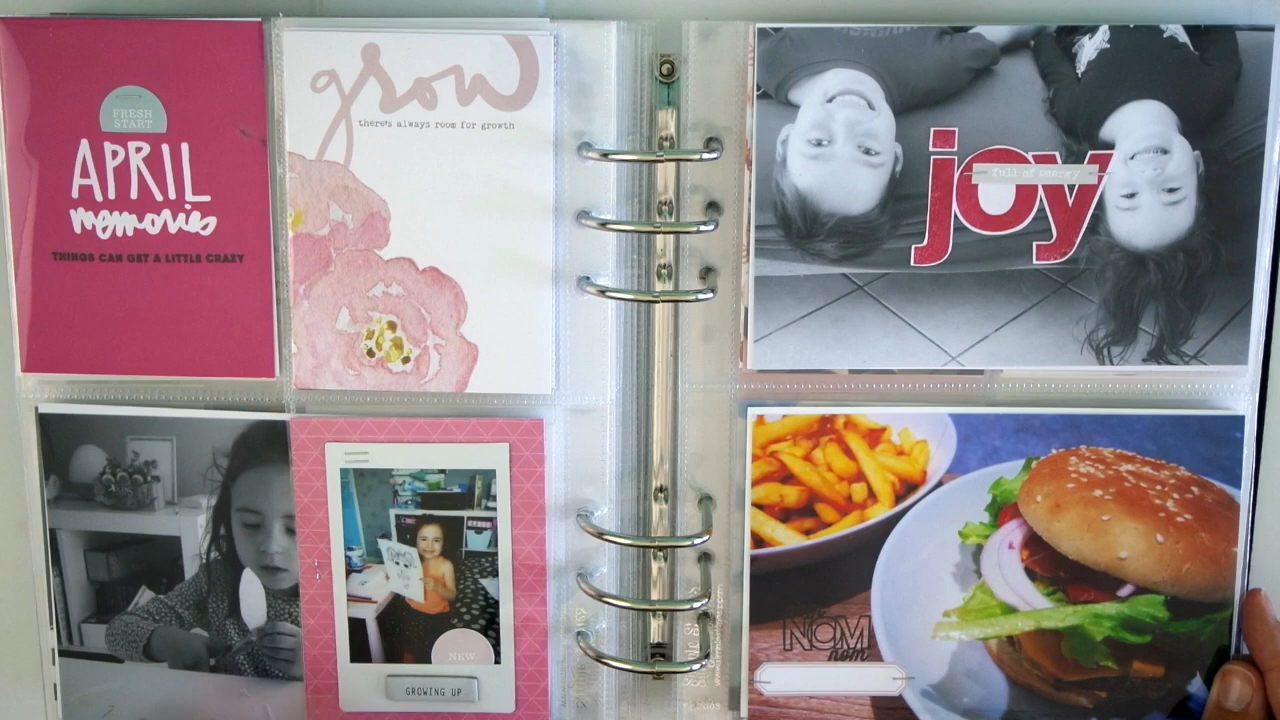 FRESH
START
APRIL
memories
THINGS CAN GET A LITTLE CRAZY
grow
there's always room for growth
NEW
GROWING UP
joy
full of energy
NOM
nom